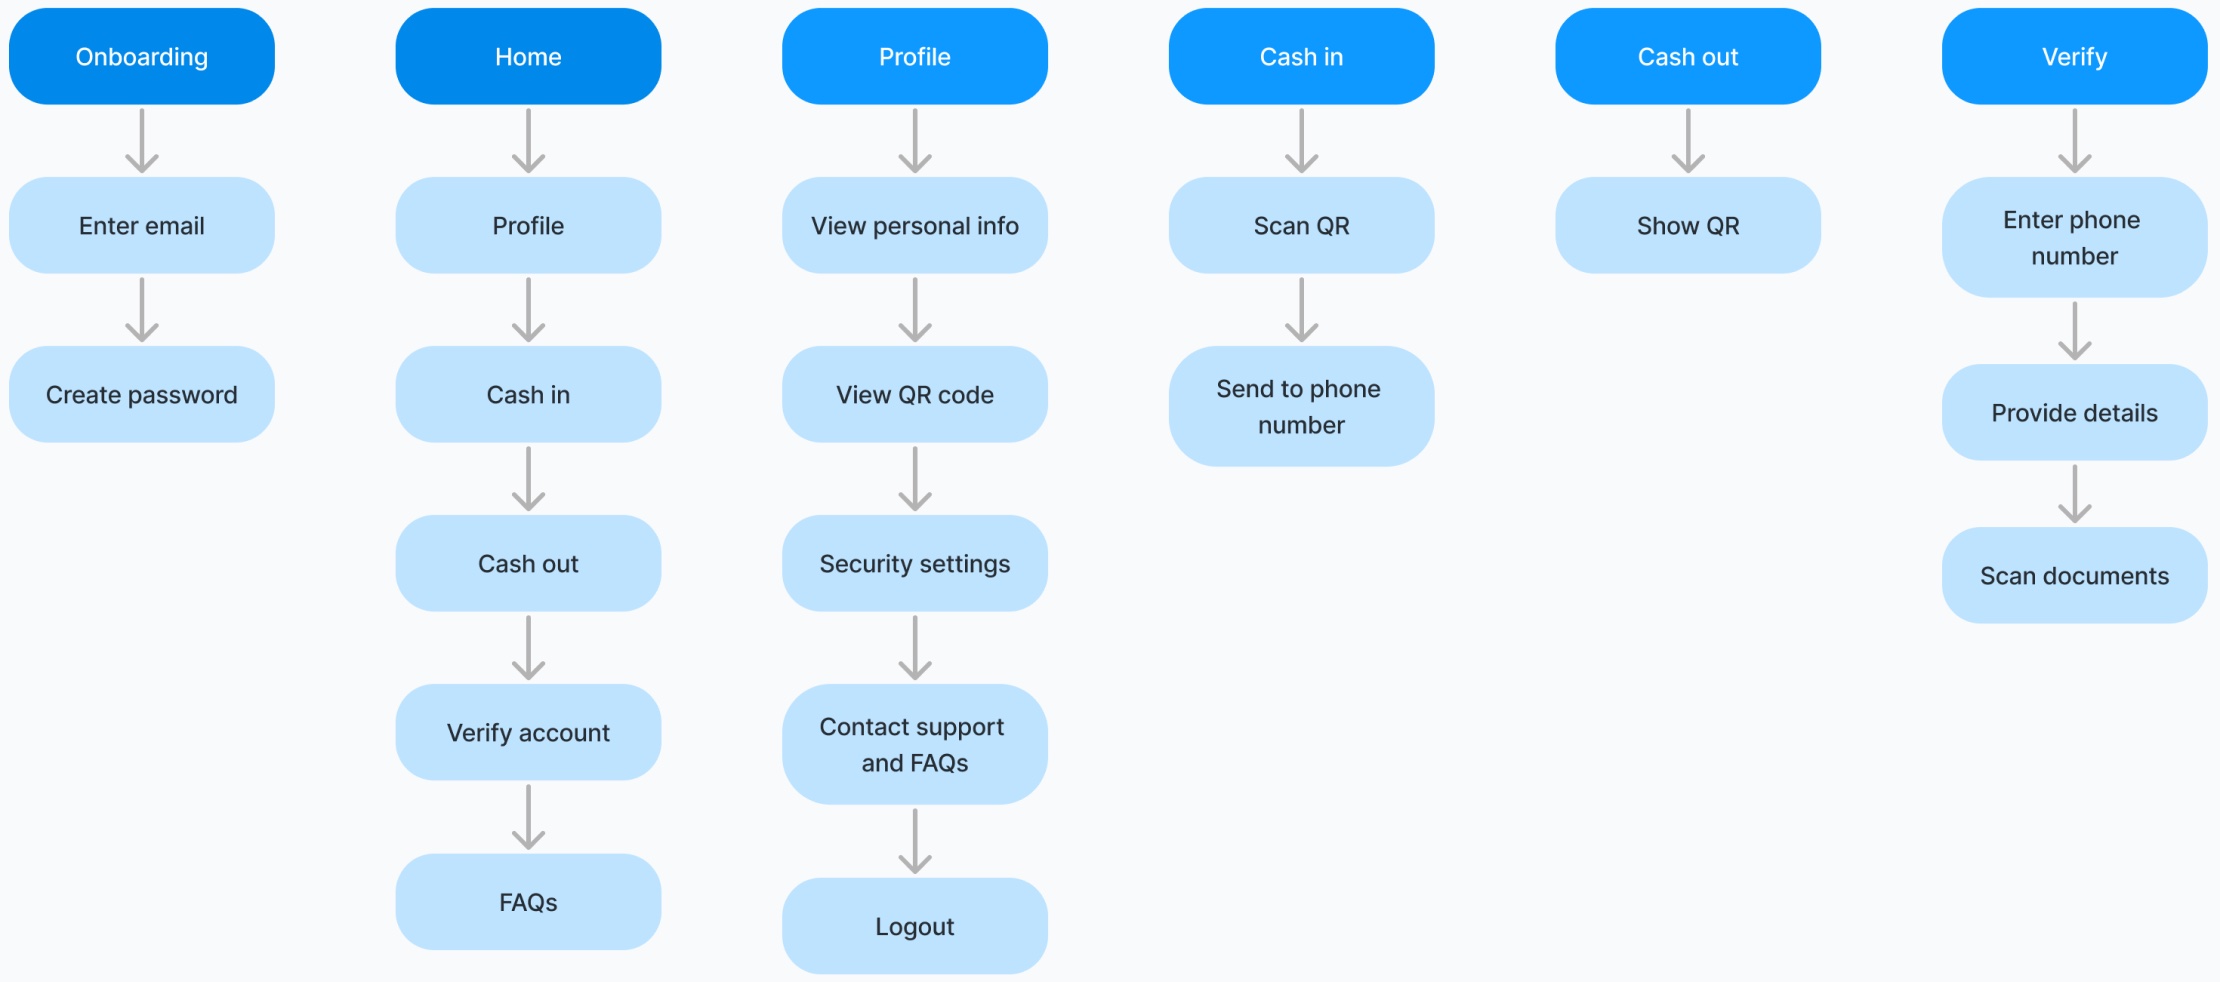 Onboarding
Enter email
Create password
Home
Profile
Cash in
Cash out
Verify account
FAQs
Profile
View personal info
View QR code
Security settings
Contact support
and FAQs
Logout
Cash in
Scan QR
Send to phone
number
Cash out
Show QR
Verify
Enter phone
number
Provide details
Scan documents